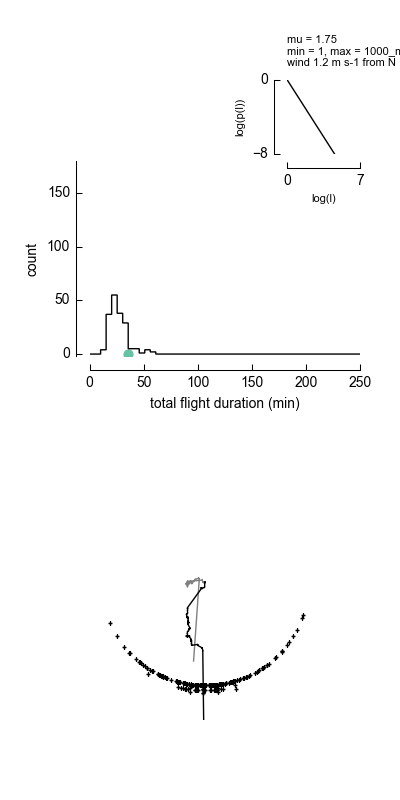 mu = 1.75
min = 1, max = 1000_m
wind 1.2 m s-1 from N
0
log(p(l))
−8
0
7
log(l)
150
100
50
0
count
0
50
100
150
200
250
total flight duration (min)